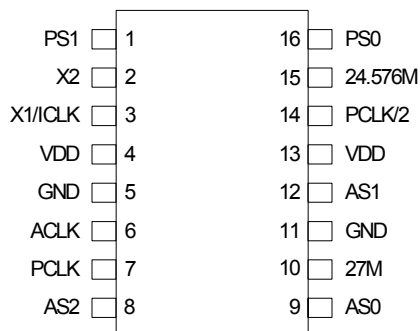 PS1 1 16 PS0
X2 2 15 24.576M
X1/ICLK 3 14 PCLK/2
VDD 4 13 VDD
GND 5 12 AS1
ACLK 6 11 GND
PCLK 7 10 27M
AS2 8 9 AS0